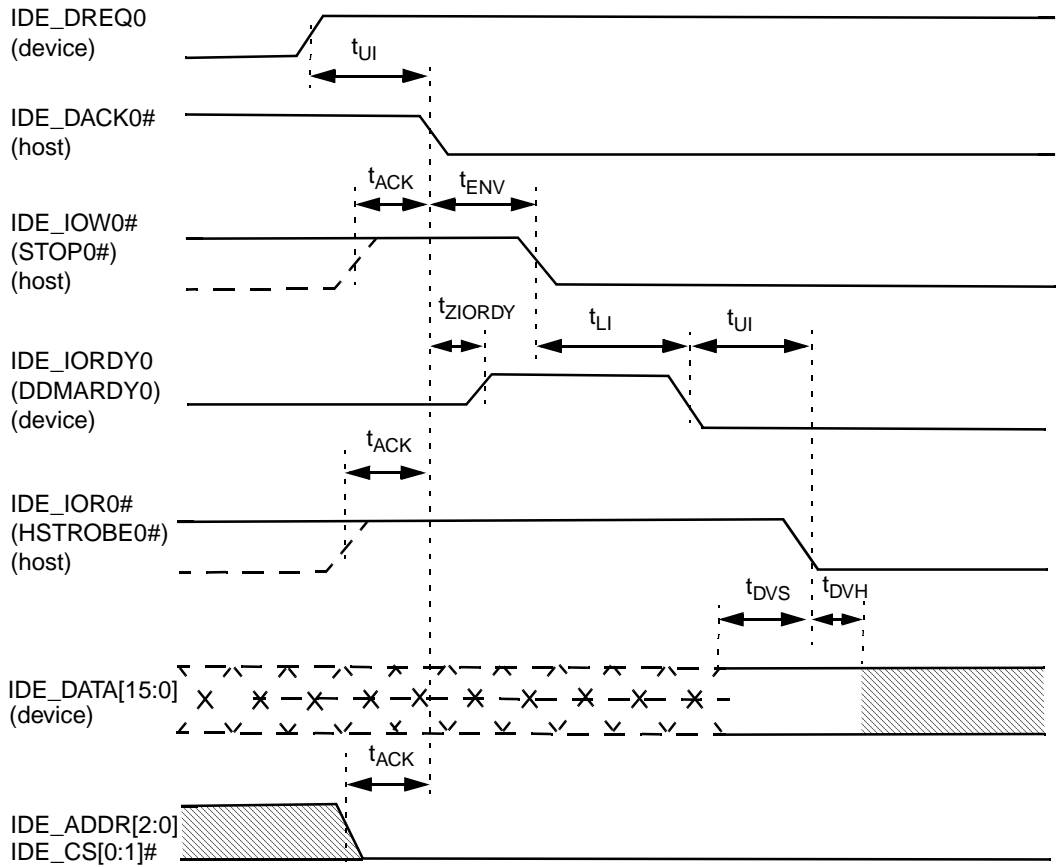 IDE_DREQ0
(device)
tUI
IDE_DACK0#
(host)
tACK
tENV
IDE_IOW0#
(STOP0#)
(host)
tZIORDY
tLI
tUI
IDE_IORDY0
(DDMARDY0)
(device)
tACK
IDE_IOR0#
(HSTROBE0#)
(host)
tDVS
tDVH
IDE_DATA[15:0]
(device)
tACK
IDE_ADDR[2:0]
IDE_CS[0:1]#